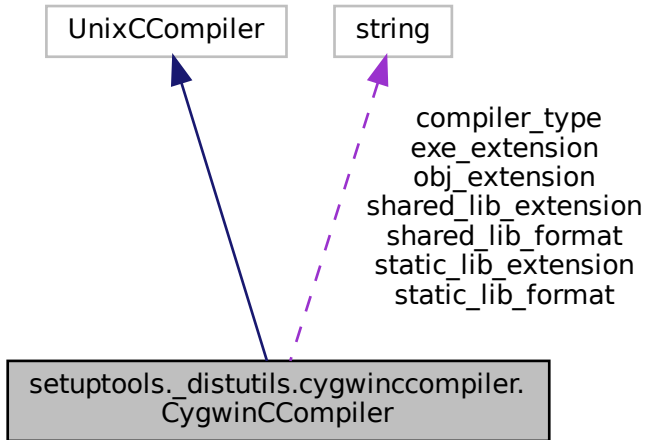 UnixCCompiler
string
compiler_type
exe_extension
obj_extension
shared_lib_extension
shared_lib_format
static_lib_extension
static_lib_format
setuptools._distutils.cygwinccompiler.
CygwinCCompiler